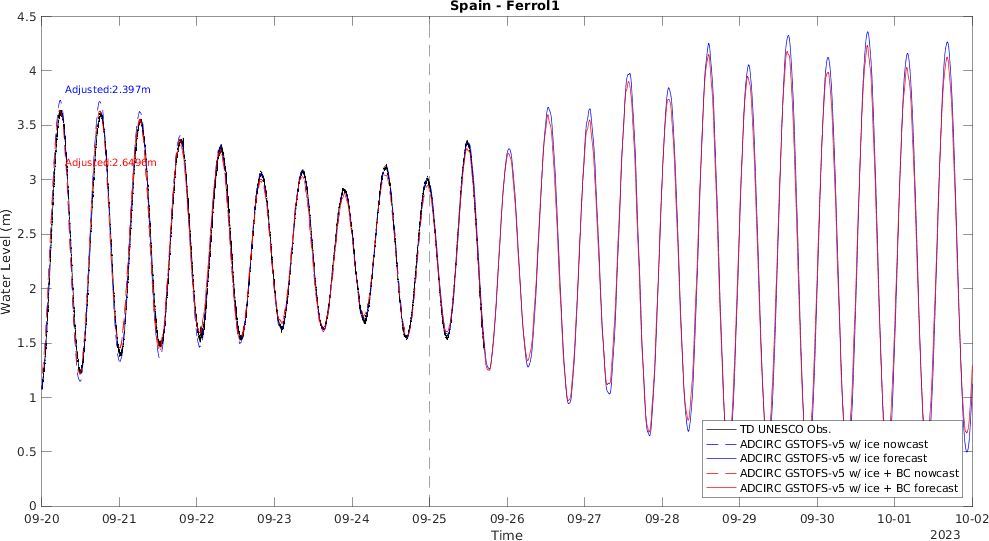 Spain - Ferrol1
4.5
4
3.5
3
2.5
2
1.5
1
0.5
0
Water Level (m)
Adjusted:2.397m
Adjusted:2.6496m
TD UNESCO Obs.
ADCIRC GSTOFS-v5 w/ ice nowcast
ADCIRC GSTOFS-v5 w/ ice forecast
ADCIRC GSTOFS-v5 w/ ice + BC nowcast
ADCIRC GSTOFS-v5 w/ ice + BC forecast
09-20 09-21 09-22 09-23 09-24 09-25 09-26 09-27 09-28 09-29 09-30 10-01 10-02
Time
2023